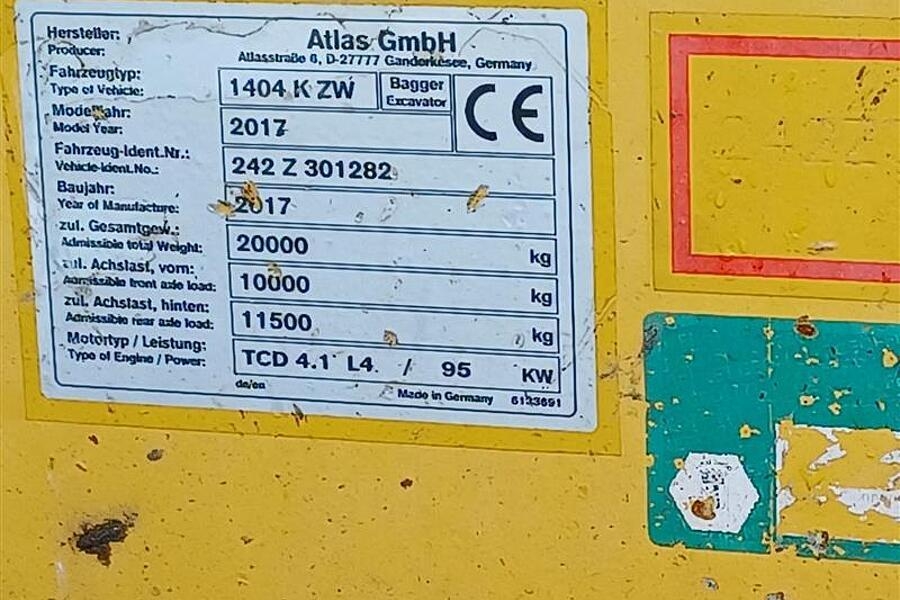 Hersteller:
Producer:
Atlas GmbH
Atlasstraße 6, D-27777 Ganderkesee, Germany
Fahrzeugtyp:
Type of Vehicle:
1404 K ZW
Bagger
Excavator
CE
Modelljahr:
Model Year:
2017
Fahrzeug-Ident.Nr.:
Vehicle-Ident.No.:
242 Z 301282
Baujahr:
Year of Manufacture:
2017
zul. Gesamtgew.:
Admissible total Weight:
20000 kg
zul. Achslast, vorn:
Admissible front axle load:
10000 kg
zul. Achslast, hinten:
Admissible rear axle load:
11500 kg
Motortyp / Leistung:
Type of Engine / Power:
TCD 4.1 L4 / 95 KW
de/en
Made in Germany 6123691